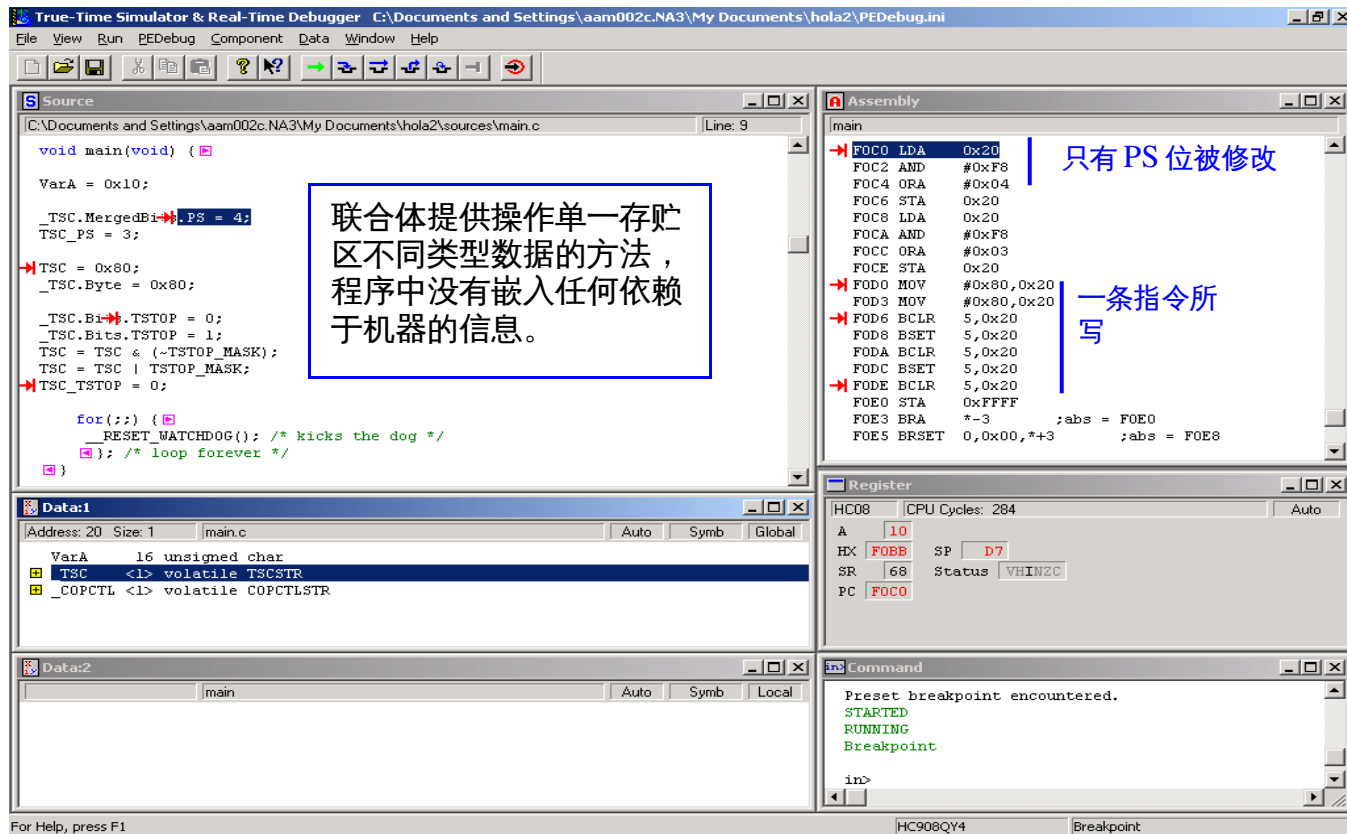 True-Time Simulator & Real-Time Debugger C:\Documents and Settings\aam002c.NA3\My Documents\hola2\PEDebug.ini
File View Run PEDebug Component Data Window Help
Source
C:\Documents and Settings\aam002c.NA3\My Documents\hola2\sources\main.c Line: 9
void main(void) {
VarA = 0x10;
_TSC.MergedBi .PS = 4;
TSC_PS = 3;
TSC = 0x80;
_TSC.Byte = 0x80;
_TSC.Bi .TSTOP = 0;
_TSC.Bits.TSTOP = 1;
TSC = TSC & (~TSTOP_MASK);
TSC = TSC | TSTOP_MASK;
TSC_TSTOP = 0;
for(;;) {
__RESET_WATCHDOG(); /* kicks the dog */
}; /* loop forever */
}
联合体提供操作单一存贮
区不同类型数据的方法，
程序中没有嵌入任何依赖
于机器的信息。
Assembly
main
F0C0 LDA 0x20
F0C2 AND #0xF8
F0C4 ORA #0x04
F0C6 STA 0x20
F0C8 LDA 0x20
F0CA AND #0xF8
F0CC ORA #0x03
F0CE STA 0x20
F0D0 MOV #0x80,0x20
F0D3 MOV #0x80,0x20
F0D6 BCLR 5,0x20
F0D8 BSET 5,0x20
F0DA BCLR 5,0x20
F0DC BSET 5,0x20
F0DE BCLR 5,0x20
F0E0 STA 0xFFFF
F0E3 BRA *-3 ;abs = F0E0
F0E5 BRSET 0,0x00,*+3 ;abs = F0E8
只有 PS 位被修改
一条指令所
写
Data:1
Address: 20 Size: 1 main.c Auto Symb Global
VarA 16 unsigned char
_TSC <1> volatile TSCSTR
_COPCTL <1> volatile COPCTLSTR
Register
HC08 CPU Cycles: 284 Auto
A 10
HX F0BB SP D7
SR 68 Status VHINZC
PC F0C0
Data:2
main Auto Symb Local
Command
Preset breakpoint encountered.
STARTED
RUNNING
Breakpoint
in>
For Help, press F1 HC908QY4 Breakpoint